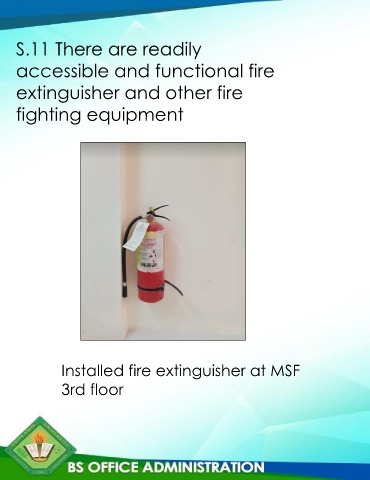 S.11 There are readily
accessible and functional fire
extinguisher and other fire
fighting equipment
Installed fire extinguisher at MSF
3rd floor
BS OFFICE ADMINISTRATION